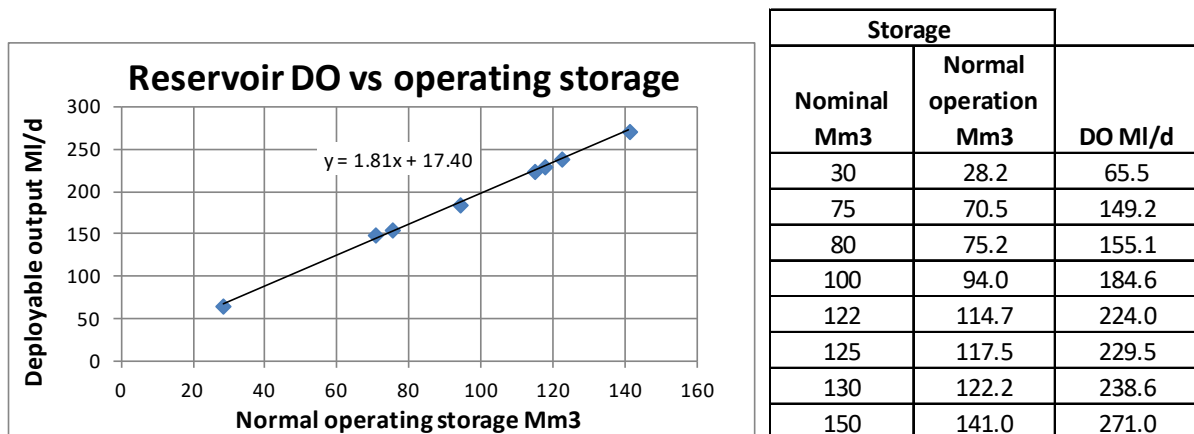 Reservoir DO vs operating storage
Deployable output Ml/d
300
250
200
150
100
50
0
y = 1.81x + 17.40
0 20 40 60 80 100 120 140 160
Normal operating storage Mm3
Storage
Nominal Mm3 Normal operation Mm3 DO Ml/d
30 28.2 65.5
75 70.5 149.2
80 75.2 155.1
100 94.0 184.6
122 114.7 224.0
125 117.5 229.5
130 122.2 238.6
150 141.0 271.0